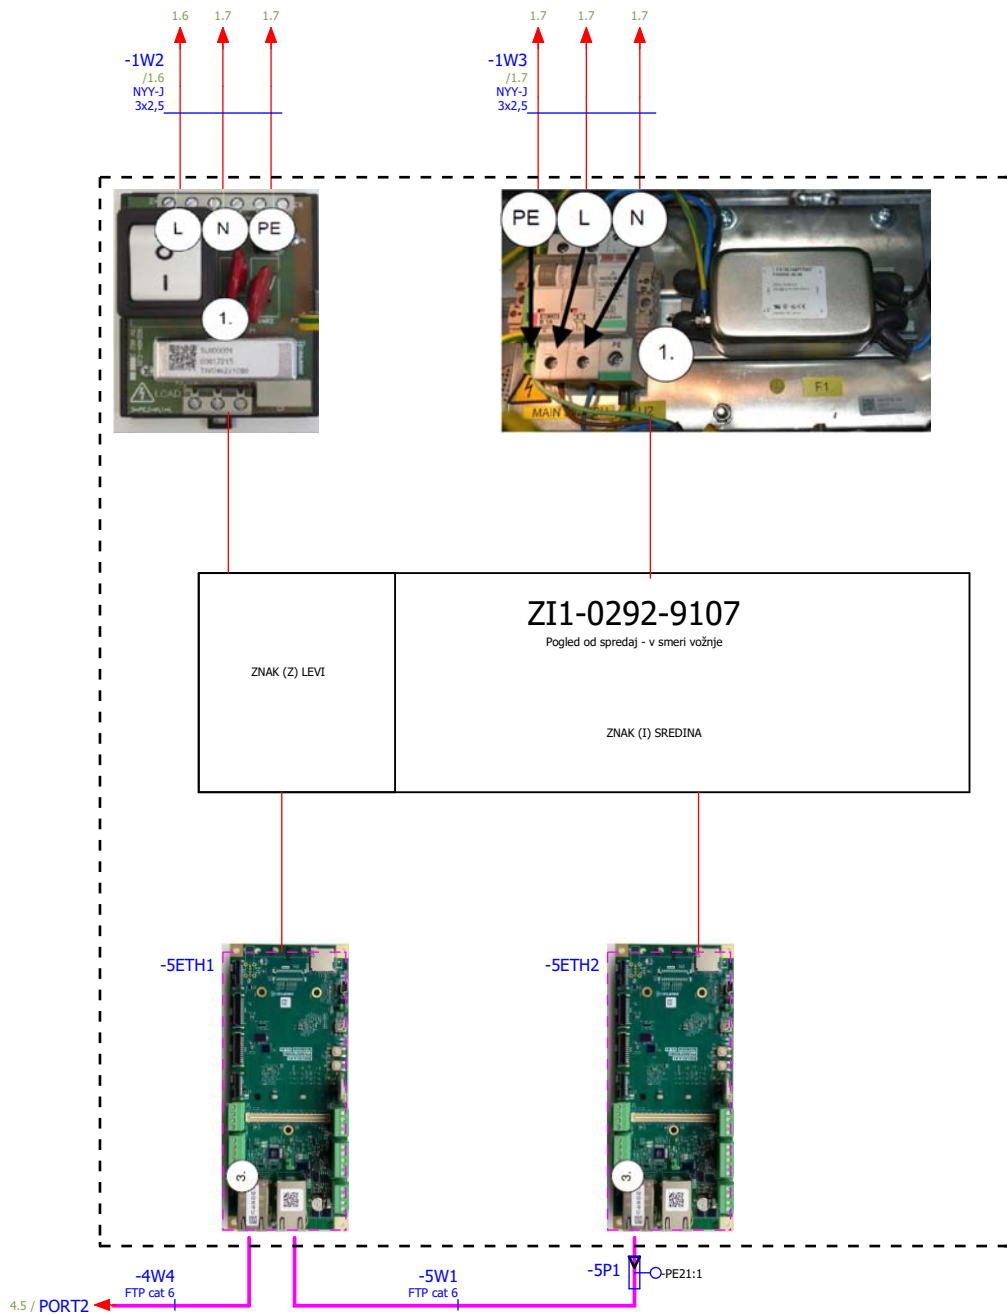 1.6 1.7 1.7
1.7 1.7 1.7
-1W2
/1.6
NYY-J
3x2,5
-1W3
/1.7
NYY-J
3x2,5
L N PE
O
I
1.
LOAD
PE L N
PE
1.
MAIN
F1
ZI1-0292-9107
Pogled od spredaj - v smeri vožnje
ZNAK (Z) LEVI
ZNAK (I) SREDINA
-5ETH1
-5ETH2
3.
3.
-4W4
FTP cat 6
-5W1
FTP cat 6
-5P1
-PE21:1
4.5 / PORT2